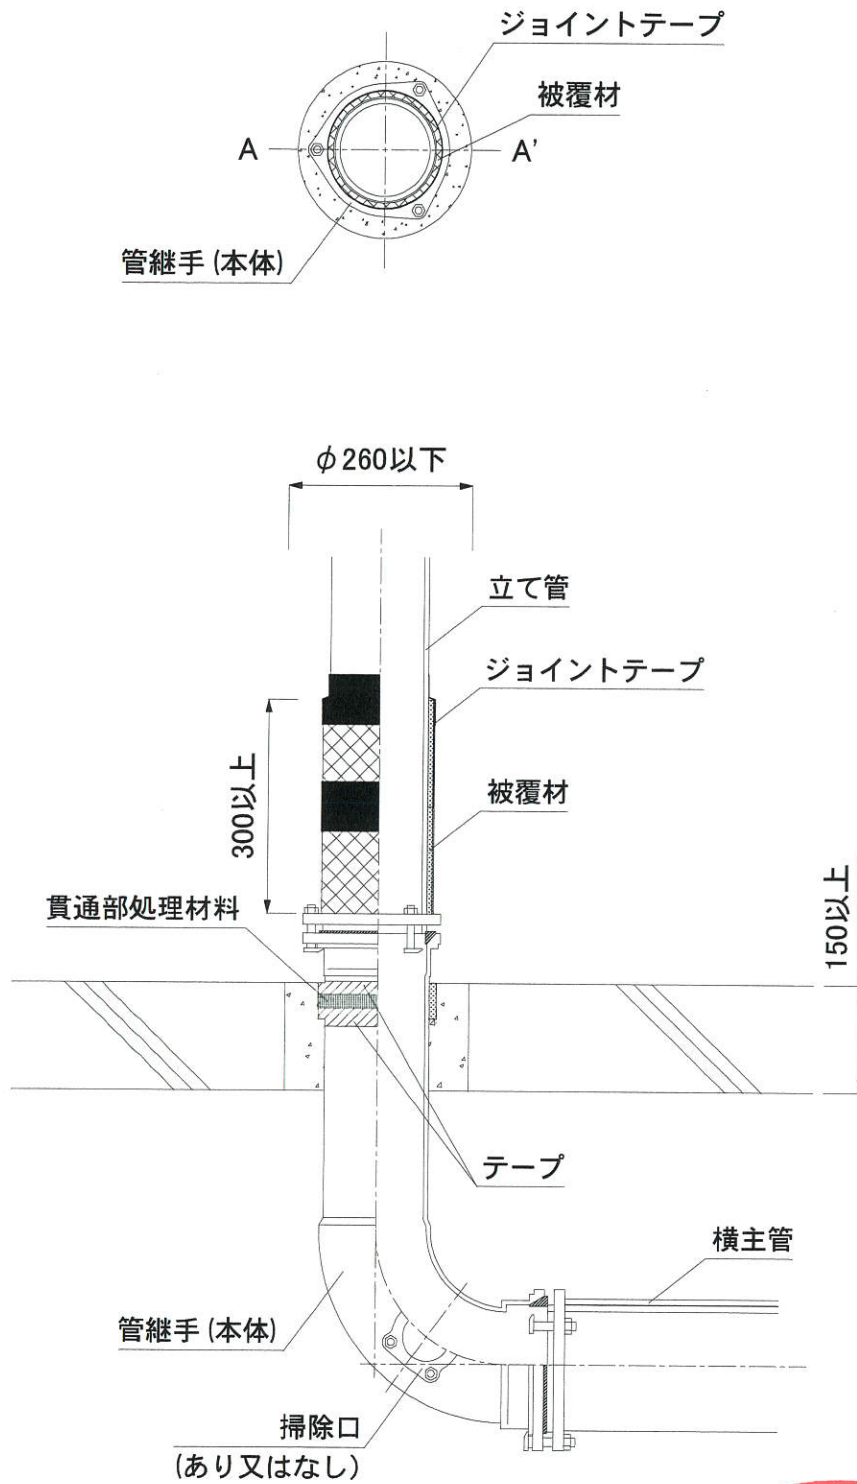 ジョイントテープ
被覆材
A
A'
管継手 (本体)
φ260以下
立て管
ジョイントテープ
300以上
被覆材
貫通部処理材料
150以上
テープ
横主管
管継手 (本体)
掃除口
(あり又はなし)